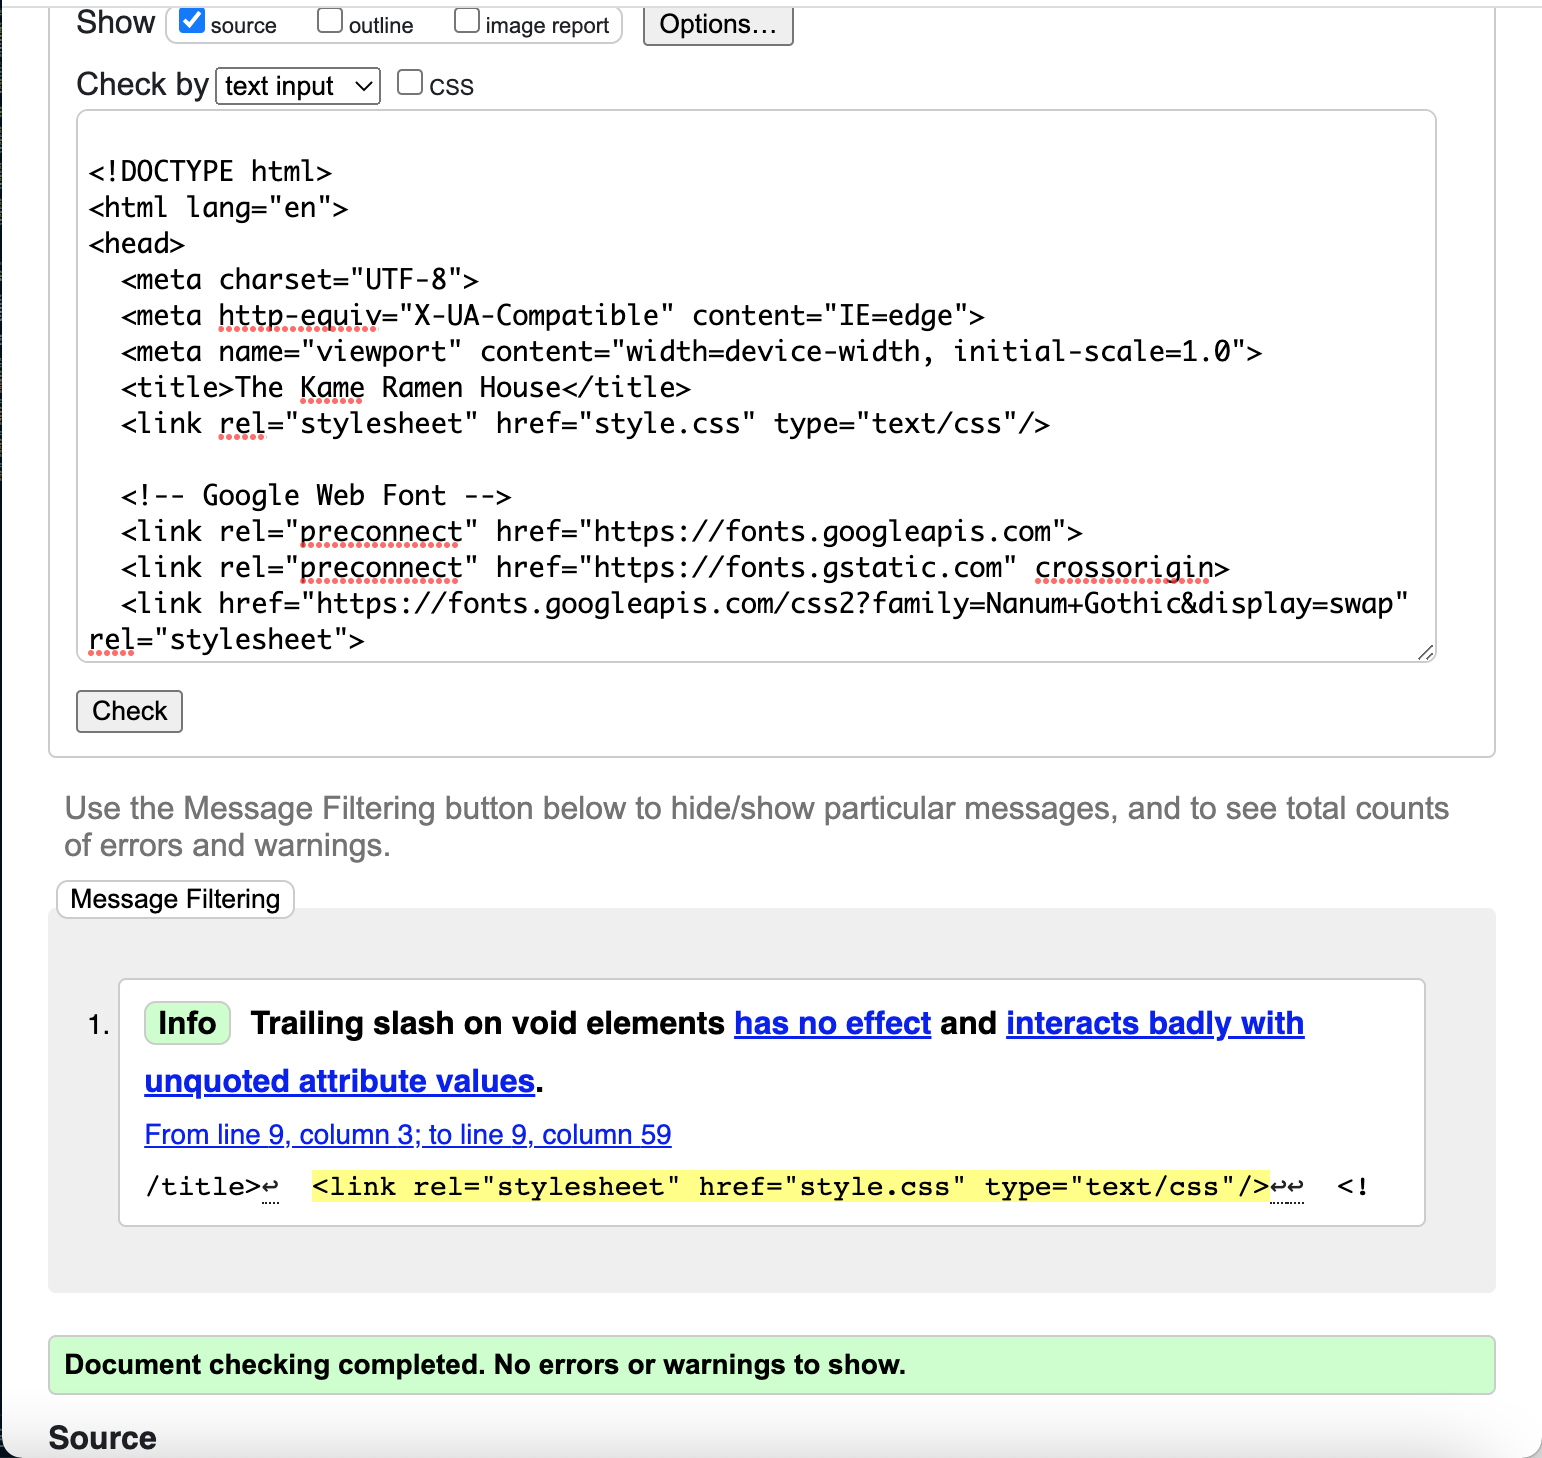 Show source outline image report Options...
Check by text input CSS
<!DOCTYPE html>
<html lang="en">
<head>
  <meta charset="UTF-8">
  <meta http-equiv="X-UA-Compatible" content="IE=edge">
  <meta name="viewport" content="width=device-width, initial-scale=1.0">
  <title>The Kame Ramen House</title>
  <link rel="stylesheet" href="style.css" type="text/css"/>
  <!-- Google Web Font -->
  <link rel="preconnect" href="https://fonts.googleapis.com">
  <link rel="preconnect" href="https://fonts.gstatic.com" crossorigin>
  <link href="https://fonts.googleapis.com/css2?family=Nanum+Gothic&display=swap"
rel="stylesheet">
Check
Use the Message Filtering button below to hide/show particular messages, and to see total counts
of errors and warnings.
Message Filtering
1. Info Trailing slash on void elements has no effect and interacts badly with
unquoted attribute values.
From line 9, column 3; to line 9, column 59
/title>↩  <link rel="stylesheet" href="style.css" type="text/css"/>↩↩  <!
Document checking completed. No errors or warnings to show.
Source